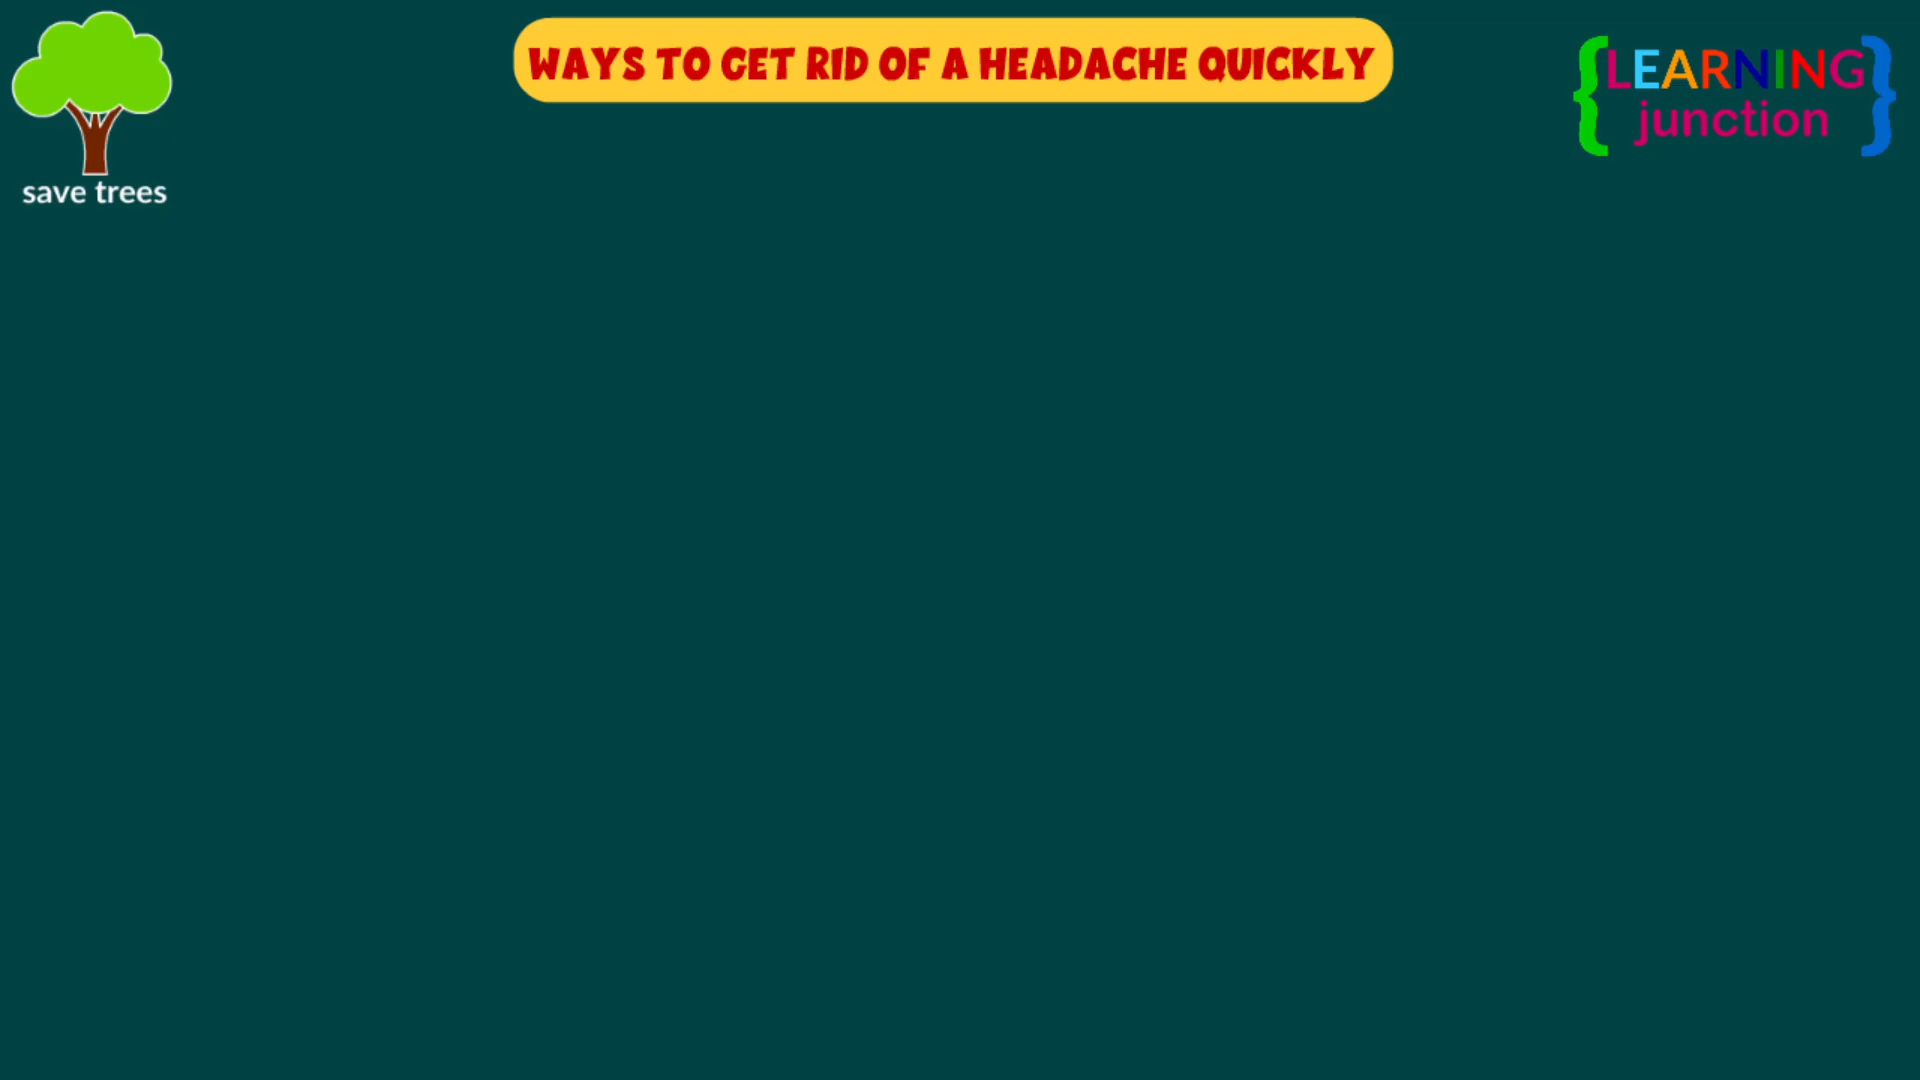 WAYS TO GET RID OF A HEADACHE QUICKLY
{LEARNING}
junction
save trees